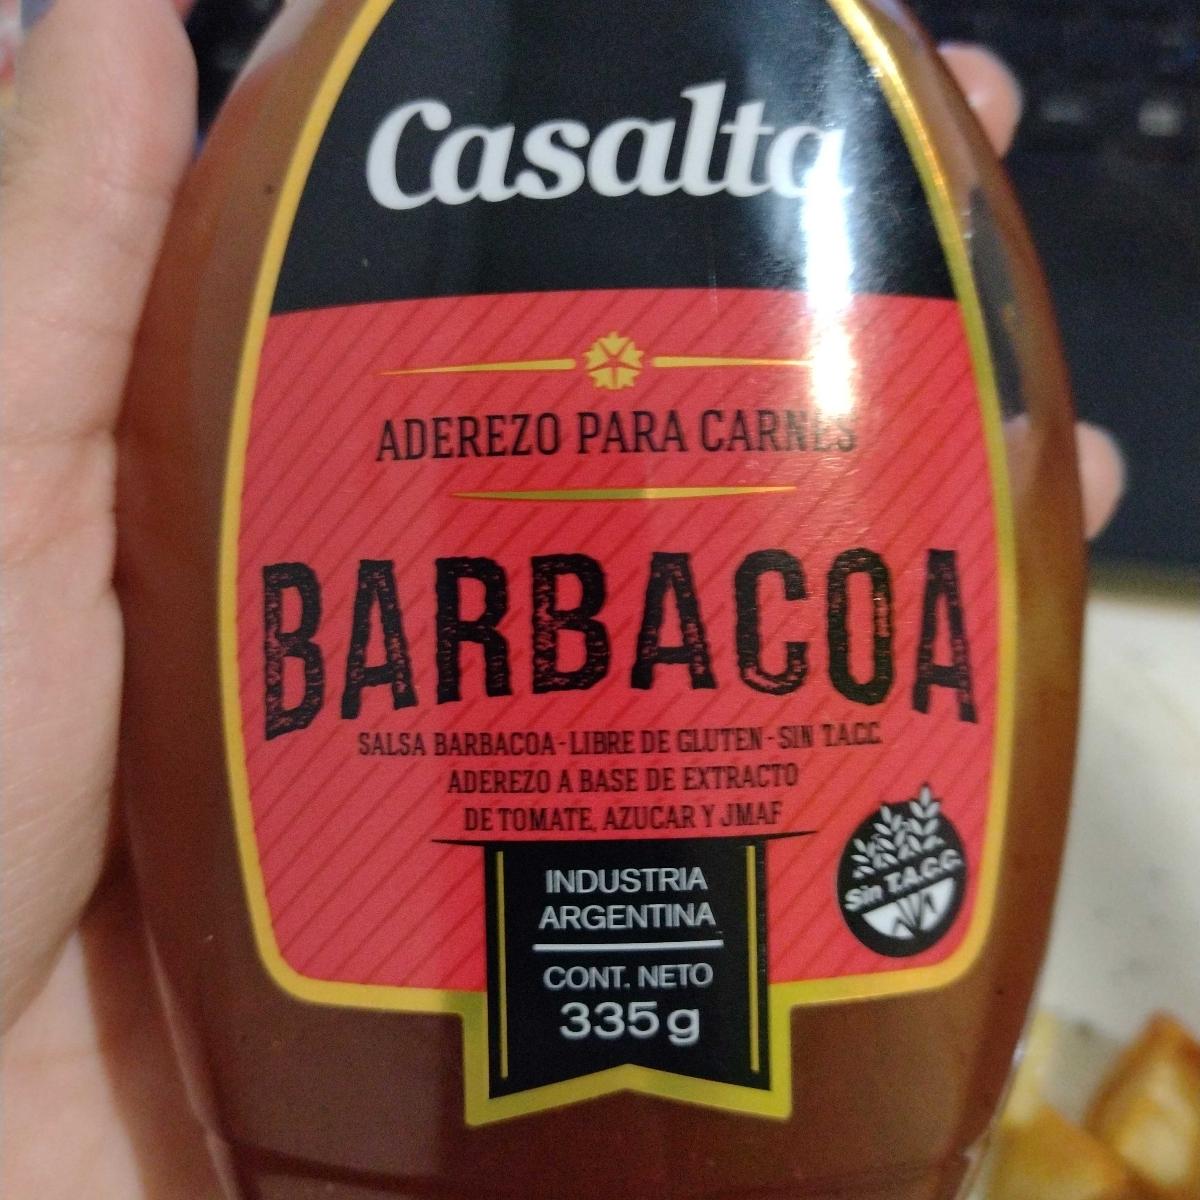 Casalta
ADEREZO PARA CARNES
BARBACOA
SALSA BARBACOA - LIBRE DE GLUTEN - SIN T.A.C.C.
ADEREZO A BASE DE EXTRACTO
DE TOMATE, AZUCAR Y JMAF
Sin T.A.C.C.
INDUSTRIA
ARGENTINA
CONT. NETO
335g